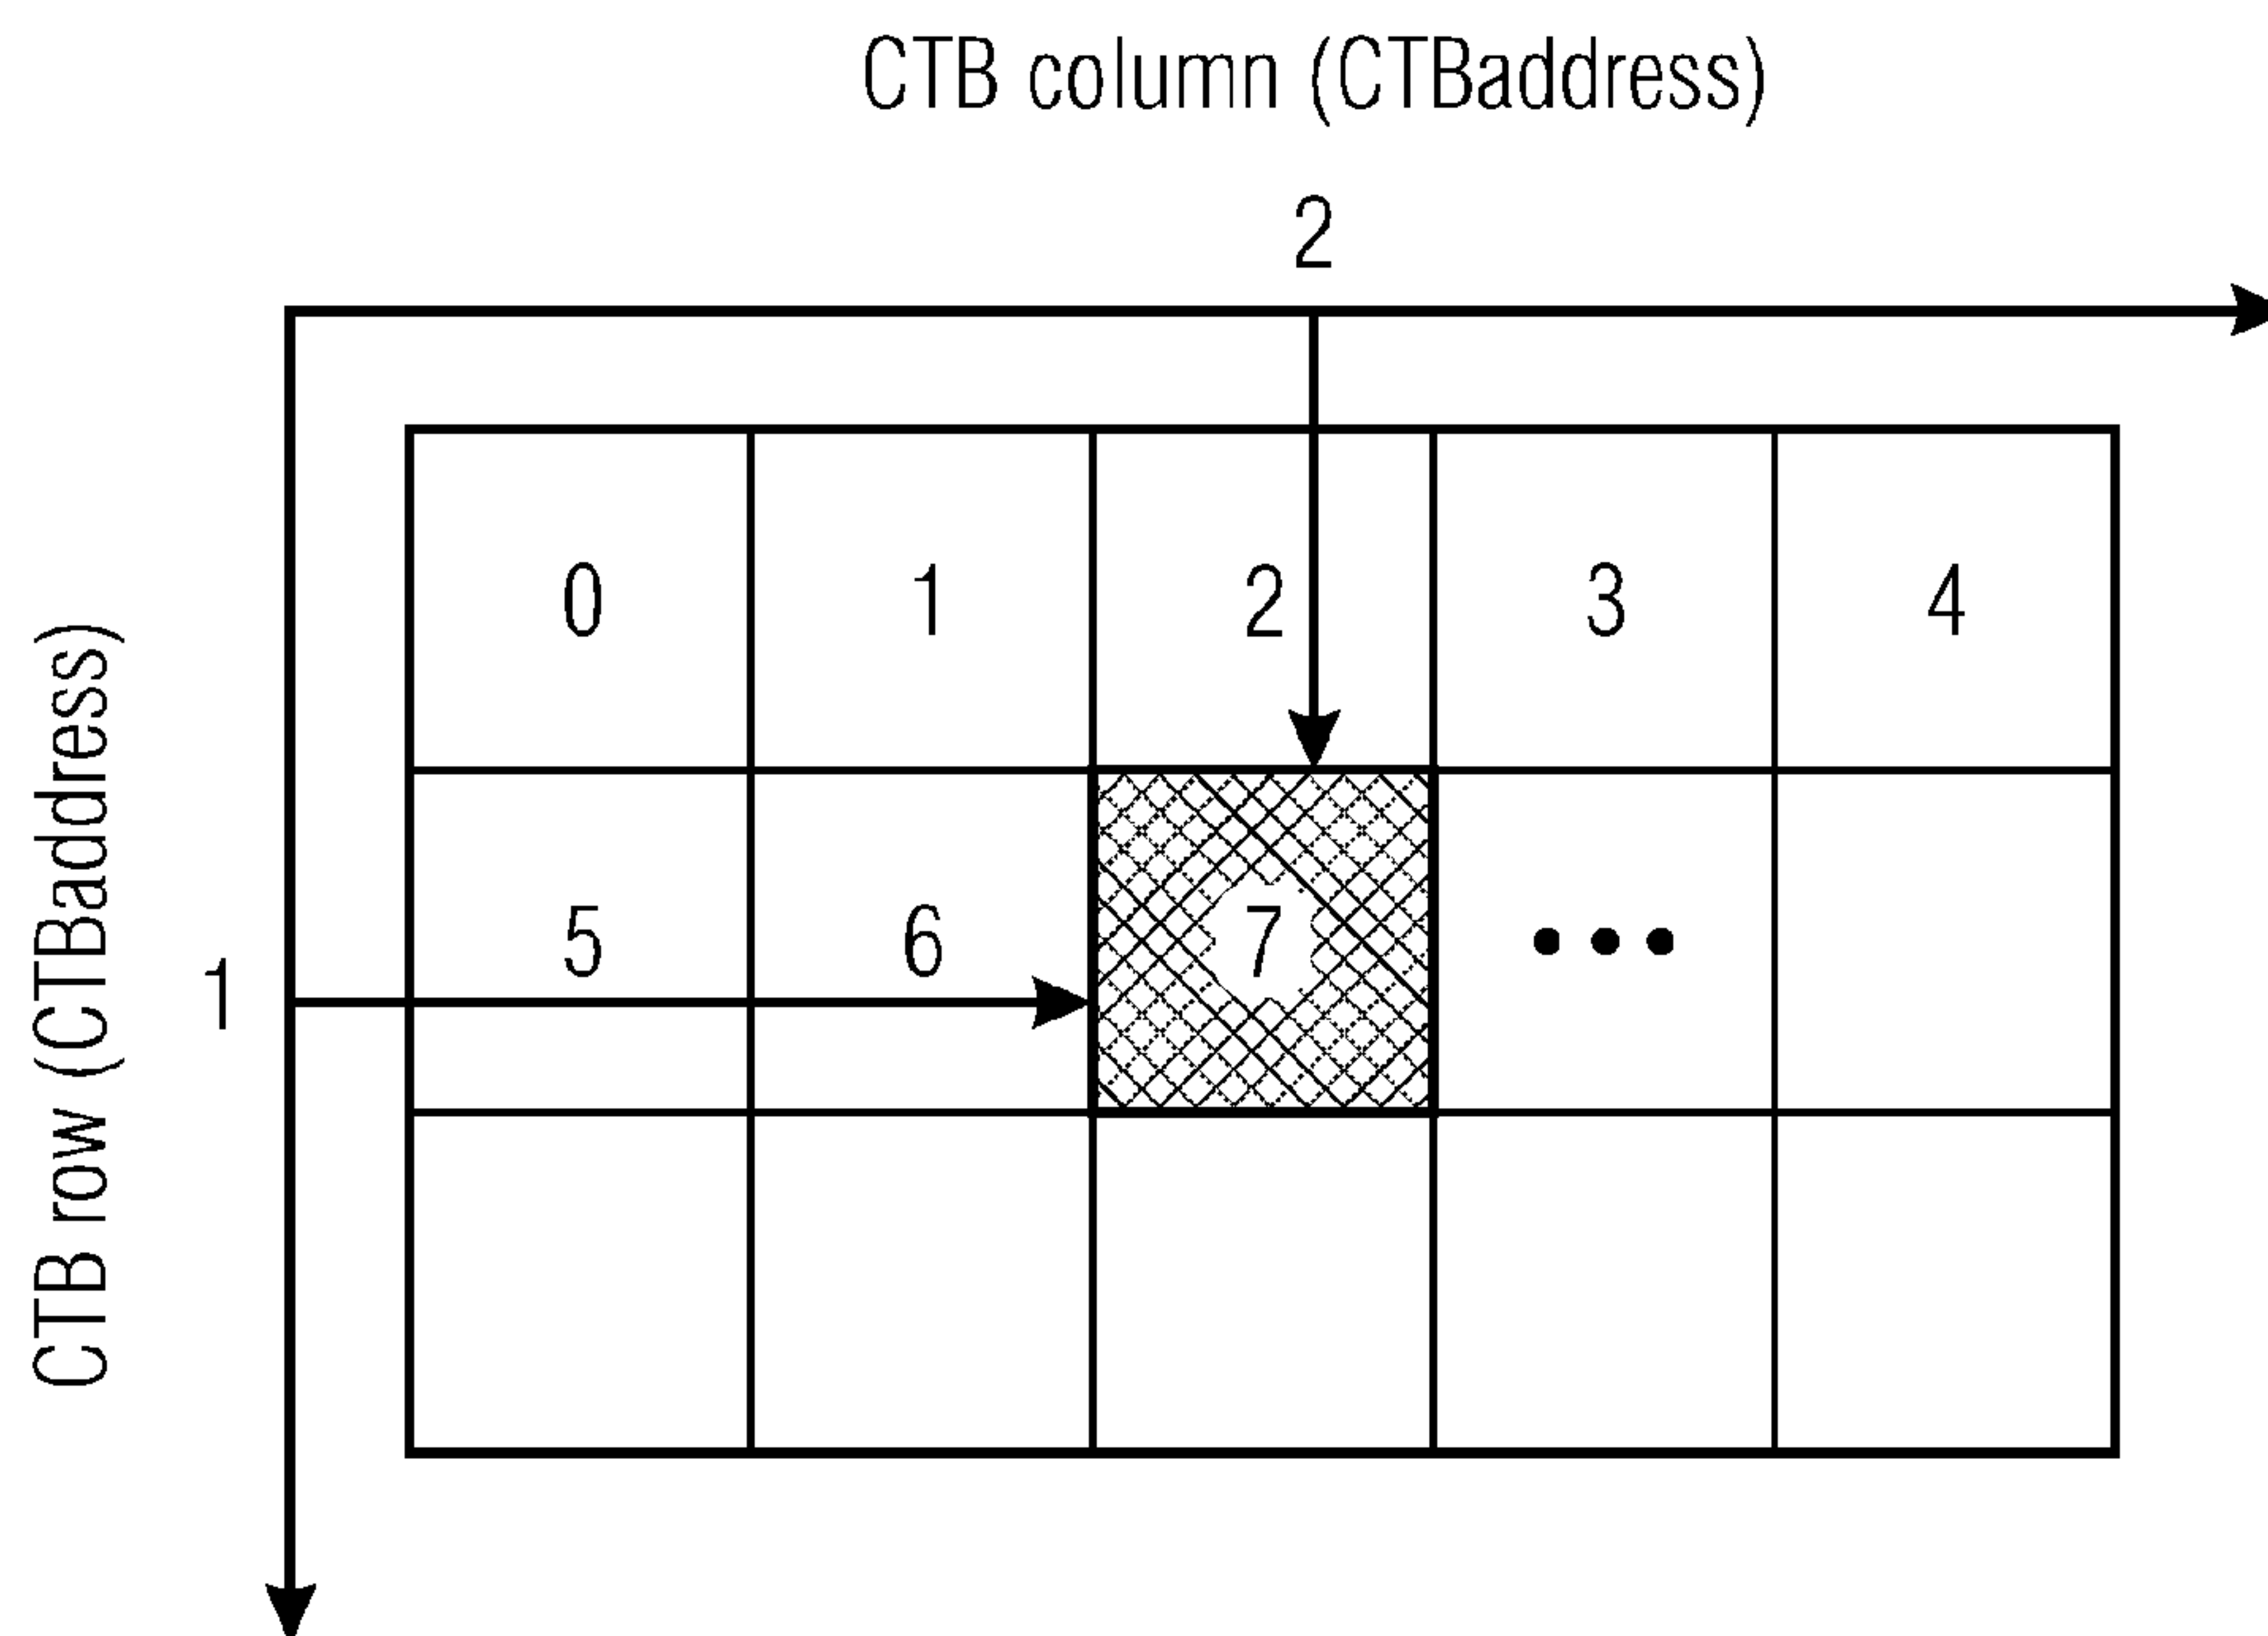 CTB column (CTBaddress)
2
0 1 2 3 4
CTB row (CTBaddress)
1
5 6 7 •••